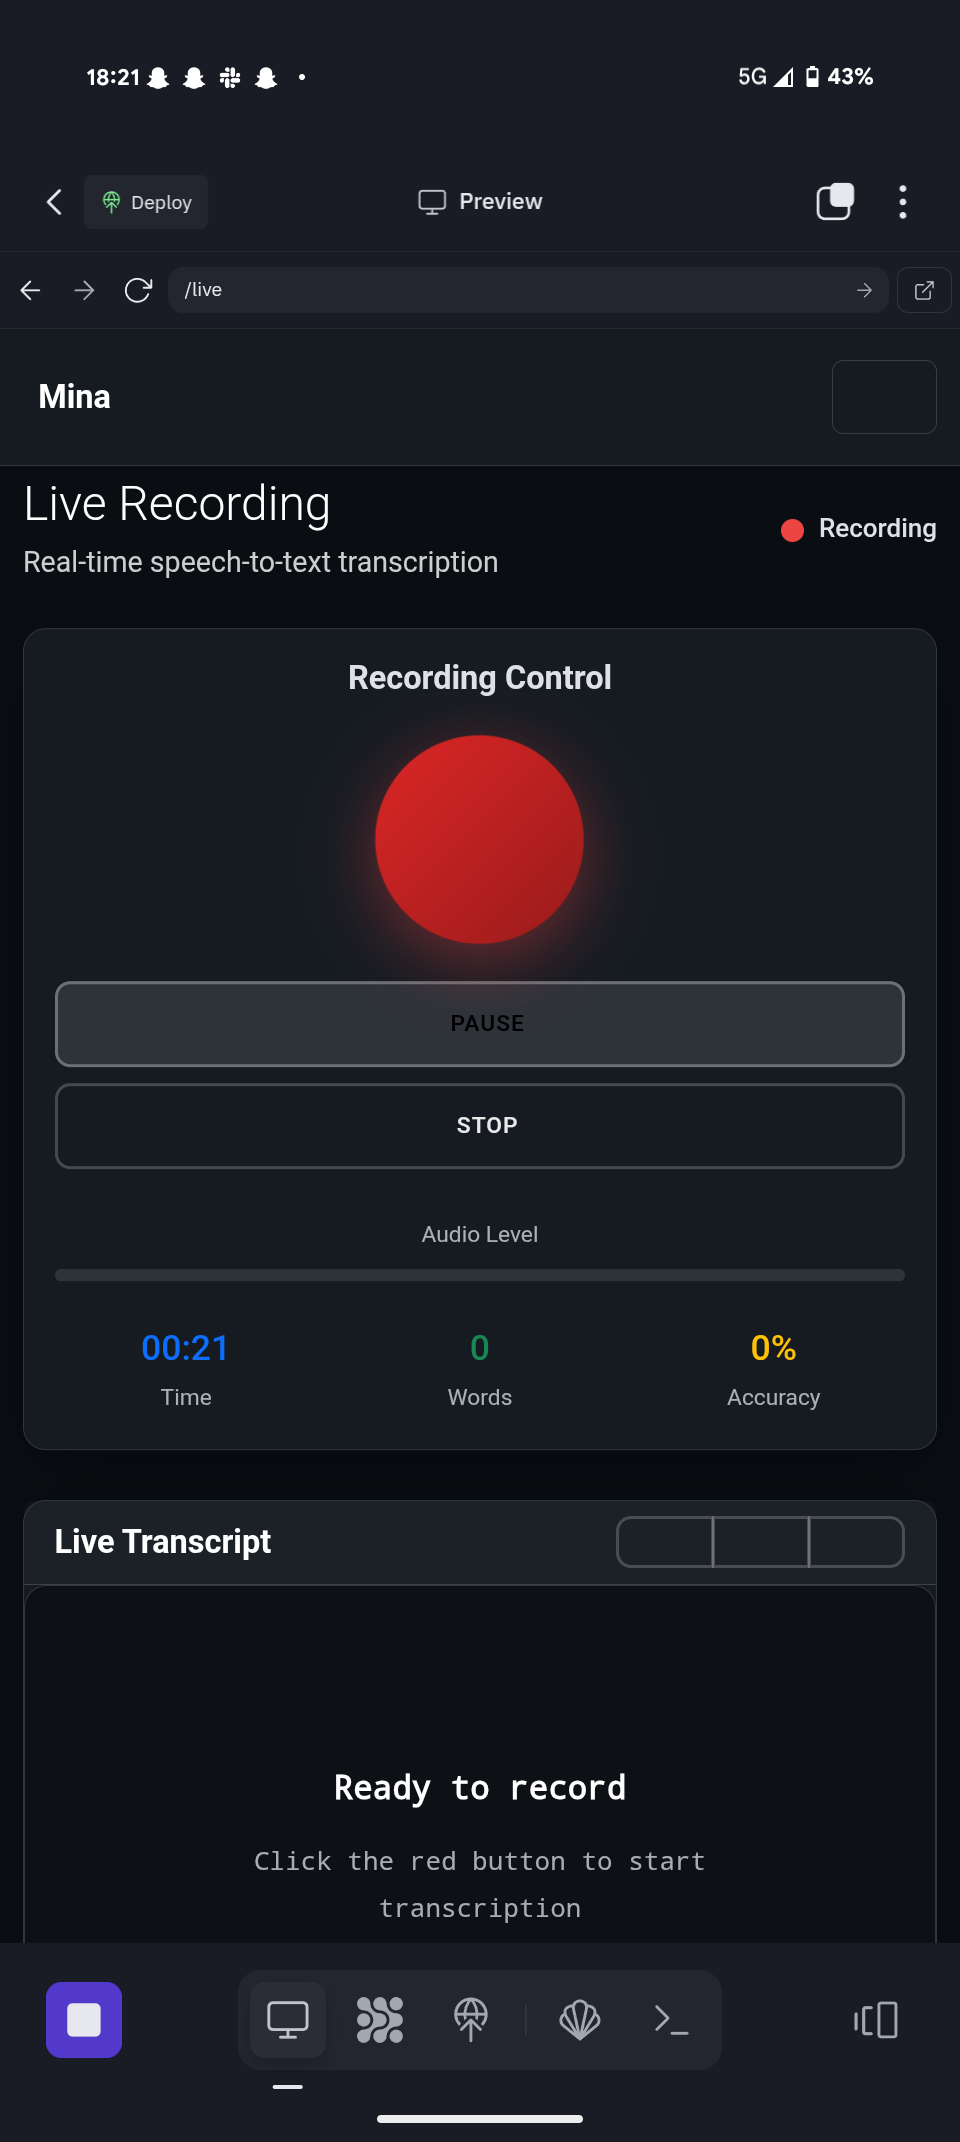 18:21
5G 43%
Deploy
Preview
/live
Mina
Live Recording
Real-time speech-to-text transcription
Recording
Recording Control
PAUSE
STOP
Audio Level
00:21 0 0%
Time Words Accuracy
Live Transcript
Ready to record
Click the red button to start
transcription